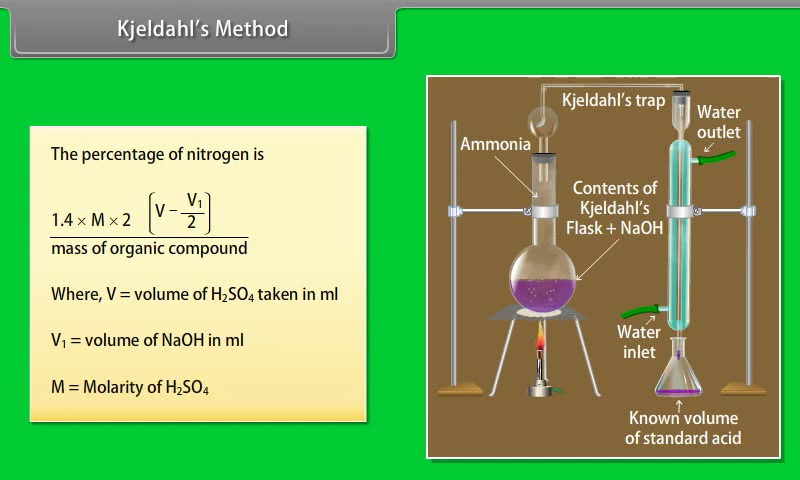 Kjeldahl's Method
The percentage of nitrogen is
1.4 × M × 2 (V − V₁/2)
mass of organic compound
Where, V = volume of H₂SO₄ taken in ml
V₁ = volume of NaOH in ml
M = Molarity of H₂SO₄
Kjeldahl's trap
Water
outlet
Ammonia
Contents of
Kjeldahl's
Flask + NaOH
Water
inlet
Known volume
of standard acid